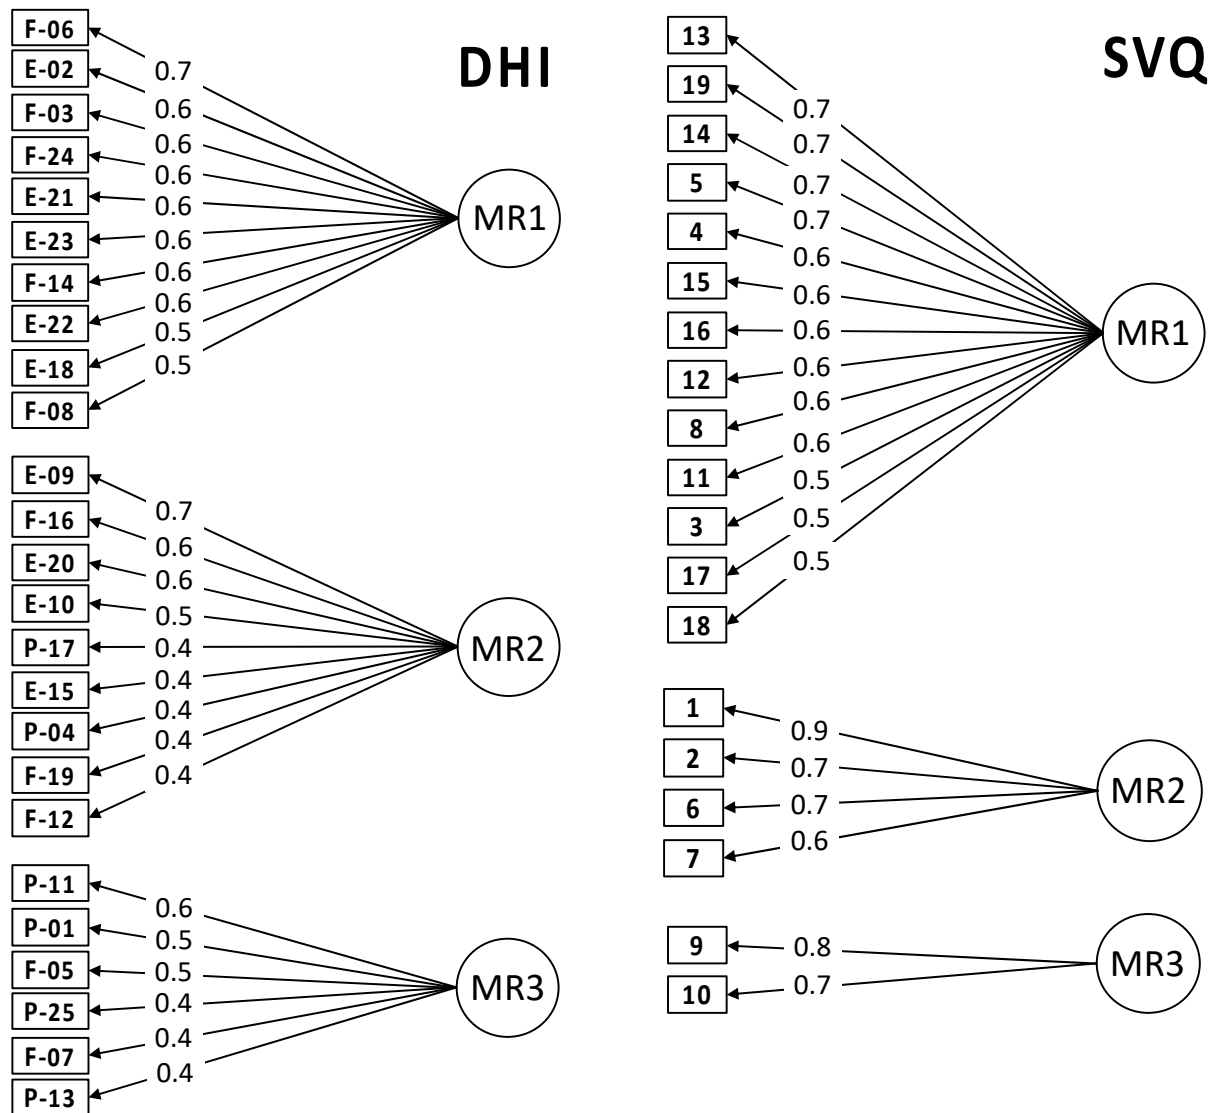 DHI
F-06
E-02
F-03
F-24
E-21
E-23
F-14
E-22
E-18
F-08
0.7
0.6
0.6
0.6
0.6
0.6
0.6
0.6
0.5
0.5
MR1
E-09
F-16
E-20
E-10
P-17
E-15
P-04
F-19
F-12
0.7
0.6
0.6
0.5
0.4
0.4
0.4
0.4
0.4
MR2
P-11
P-01
F-05
P-25
F-07
P-13
0.6
0.5
0.5
0.4
0.4
0.4
MR3
SVQ
13
19
14
5
4
15
16
12
8
11
3
17
18
0.7
0.7
0.7
0.7
0.6
0.6
0.6
0.6
0.6
0.6
0.5
0.5
0.5
MR1
1
2
6
7
0.9
0.7
0.7
0.6
MR2
9
10
0.8
0.7
MR3